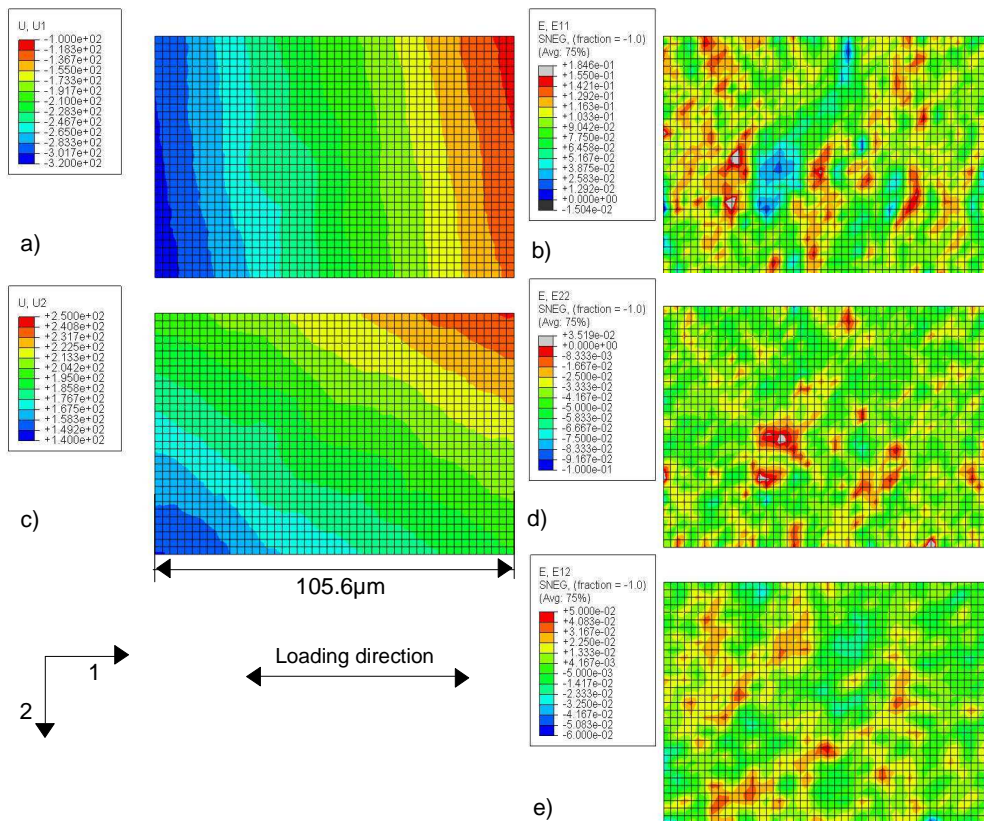 U, U1
-1.000e+02
-1.183e+02
-1.367e+02
-1.550e+02
-1.733e+02
-1.917e+02
-2.100e+02
-2.283e+02
-2.467e+02
-2.650e+02
-2.833e+02
-3.017e+02
-3.200e+02
a)
E, E11
SNEG, (fraction = -1.0)
(Avg: 75%)
+1.846e-01
+1.550e-01
+1.421e-01
+1.292e-01
+1.163e-01
+1.033e-01
+9.042e-02
+7.750e-02
+6.458e-02
+5.167e-02
+3.875e-02
+2.583e-02
+1.292e-02
+0.000e+00
-1.504e-02
b)
U, U2
+2.500e+02
+2.408e+02
+2.317e+02
+2.225e+02
+2.133e+02
+2.042e+02
+1.950e+02
+1.858e+02
+1.767e+02
+1.675e+02
+1.583e+02
+1.492e+02
+1.400e+02
c)
E, E22
SNEG, (fraction = -1.0)
(Avg: 75%)
+3.519e-02
+0.000e+00
-8.333e-03
-1.667e-02
-2.500e-02
-3.333e-02
-4.167e-02
-5.000e-02
-5.833e-02
-6.667e-02
-7.500e-02
-8.333e-02
-9.167e-02
-1.000e-01
d)
105.6µm
E, E12
SNEG, (fraction = -1.0)
(Avg: 75%)
+5.000e-02
+4.083e-02
+3.167e-02
+2.250e-02
+1.333e-02
+4.167e-03
-5.000e-03
-1.417e-02
-2.333e-02
-3.250e-02
-4.167e-02
-5.083e-02
-6.000e-02
e)
1
2
Loading direction